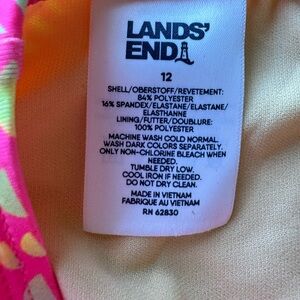 LANDS'
END
12
SHELL/OBERSTOFF/REVETEMENT:
84% POLYESTER
16% SPANDEX/ELASTANE/ELASTANE/
ELASTHANNE
LINING/FUTTER/DOUBLURE:
100% POLYESTER
MACHINE WASH COLD NORMAL.
WASH DARK COLORS SEPARATELY.
ONLY NON-CHLORINE BLEACH WHEN
NEEDED.
TUMBLE DRY LOW.
COOL IRON IF NEEDED.
DO NOT DRY CLEAN.
MADE IN VIETNAM
FABRIQUE AU VIETNAM
RN 62830